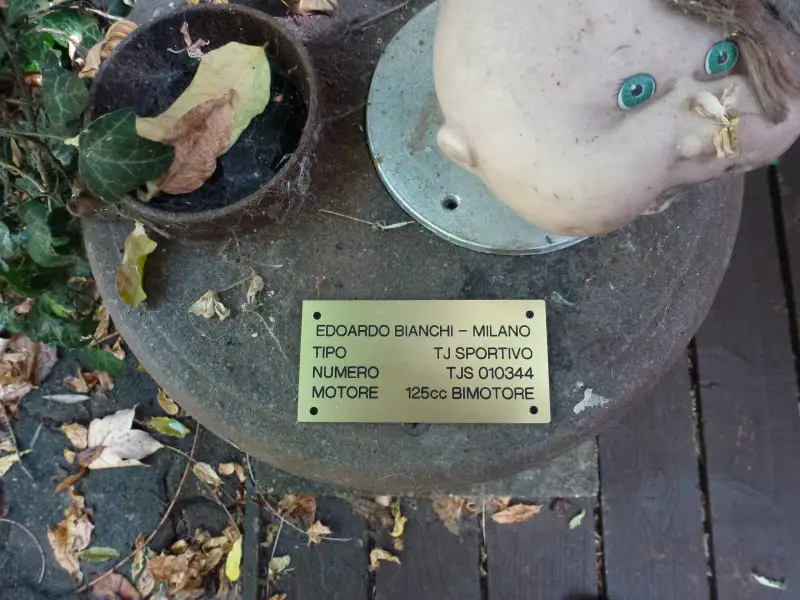 EDOARDO BIANCHI – MILANO
TIPO TJ SPORTIVO
NUMERO TJS 010344
MOTORE 125cc BIMOTORE